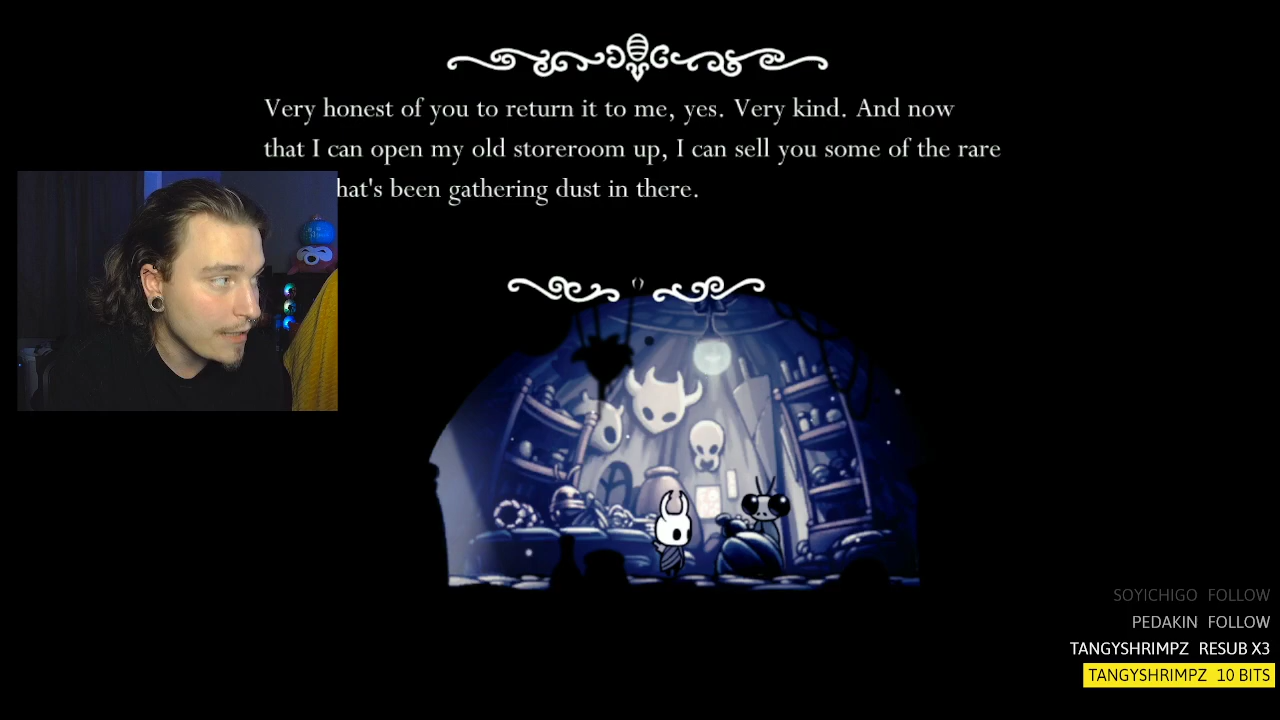 Very honest of you to return it to me, yes. Very kind. And now
that I can open my old storeroom up, I can sell you some of the rare
hat's been gathering dust in there.
SOYICHIGO FOLLOW
PEDAKIN FOLLOW
TANGYSHRIMPZ RESUB X3
TANGYSHRIMPZ 10 BITS